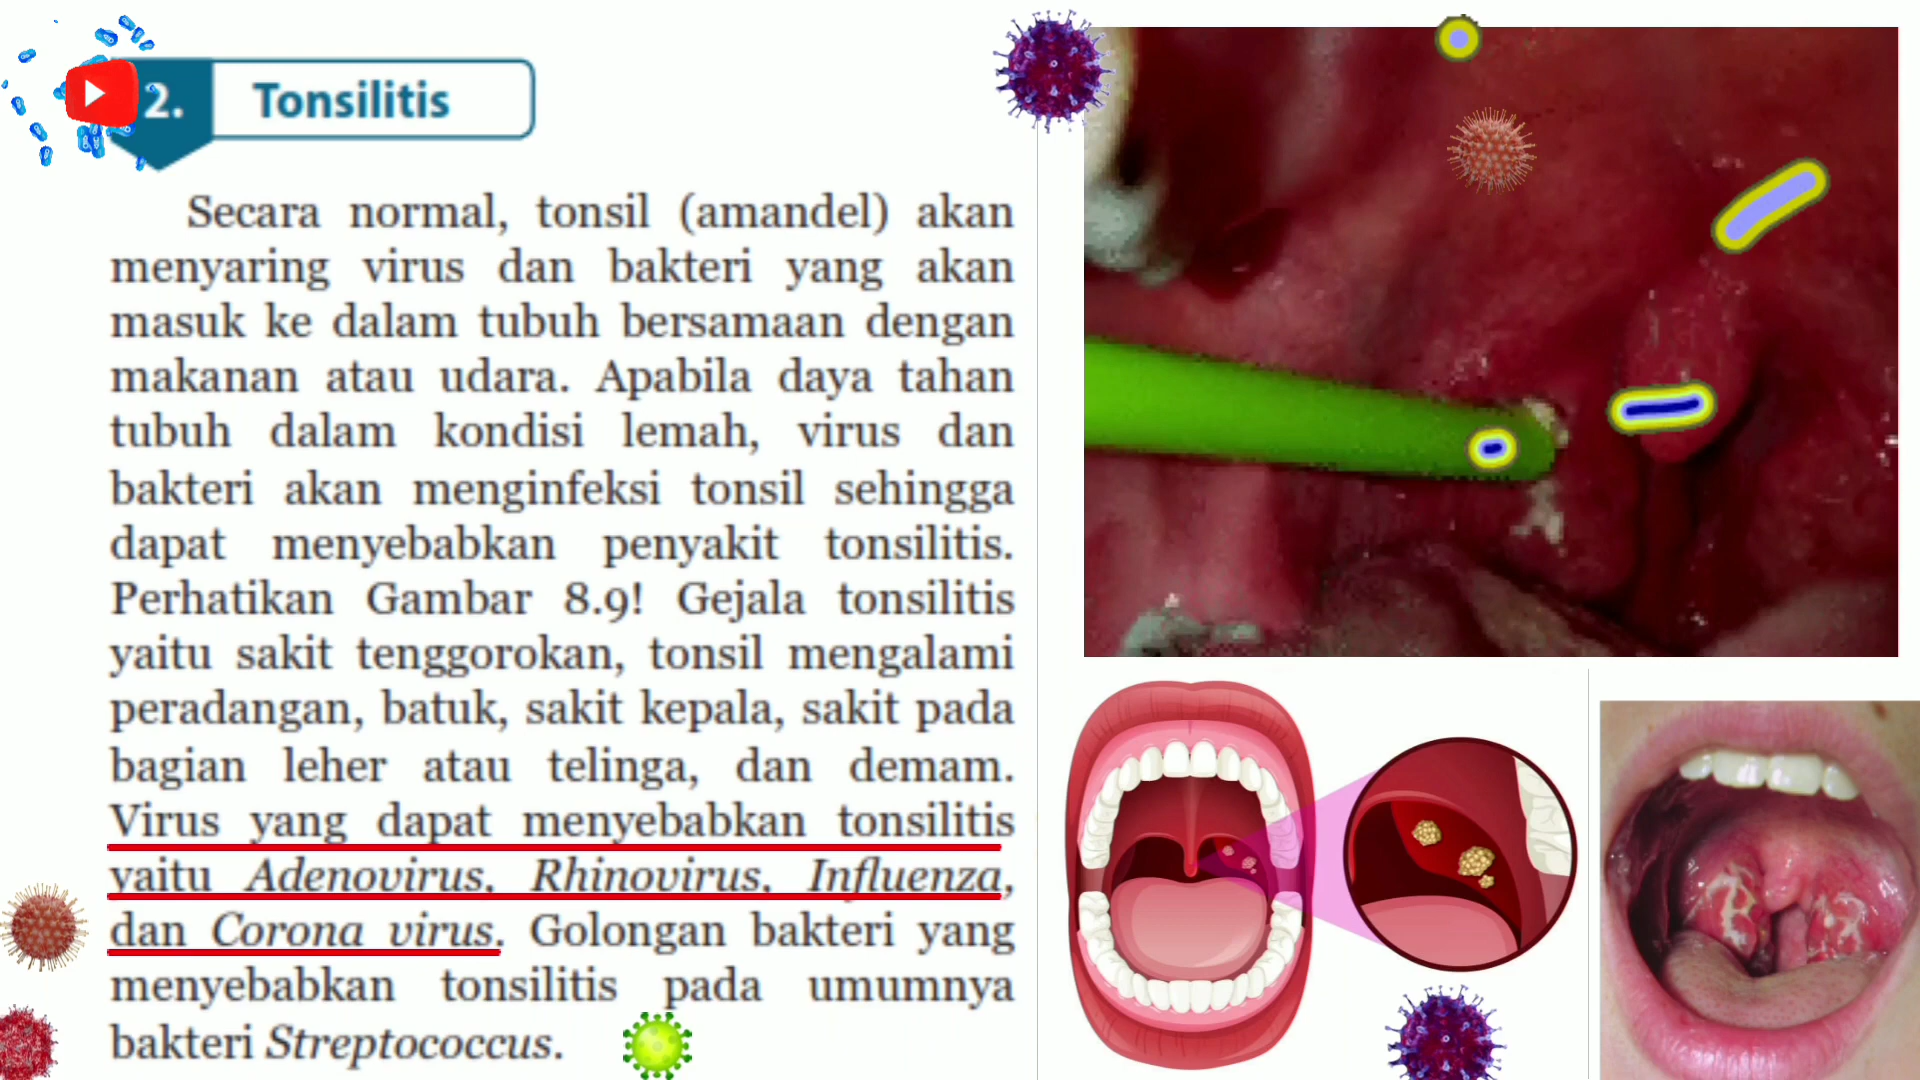 2. Tonsilitis
Secara normal, tonsil (amandel) akan
menyaring virus dan bakteri yang akan
masuk ke dalam tubuh bersamaan dengan
makanan atau udara. Apabila daya tahan
tubuh dalam kondisi lemah, virus dan
bakteri akan menginfeksi tonsil sehingga
dapat menyebabkan penyakit tonsilitis.
Perhatikan Gambar 8.9! Gejala tonsilitis
yaitu sakit tenggorokan, tonsil mengalami
peradangan, batuk, sakit kepala, sakit pada
bagian leher atau telinga, dan demam.
Virus yang dapat menyebabkan tonsilitis
yaitu Adenovirus, Rhinovirus, Influenza,
dan Corona virus. Golongan bakteri yang
menyebabkan tonsilitis pada umumnya
bakteri Streptococcus.